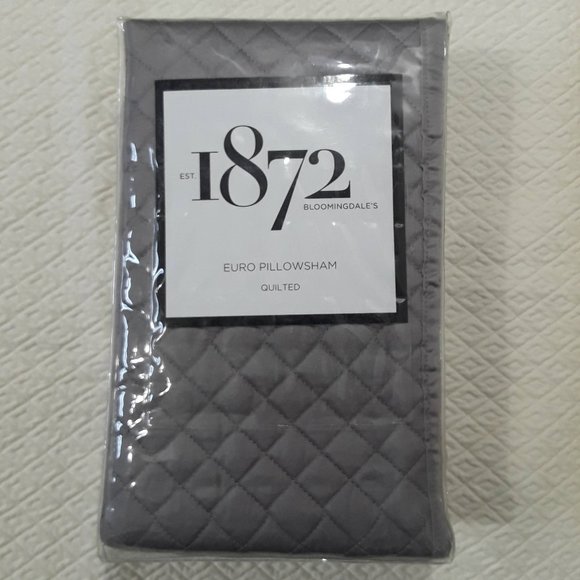 EST. 1872
BLOOMINGDALE'S
EURO PILLOWSHAM
QUILTED